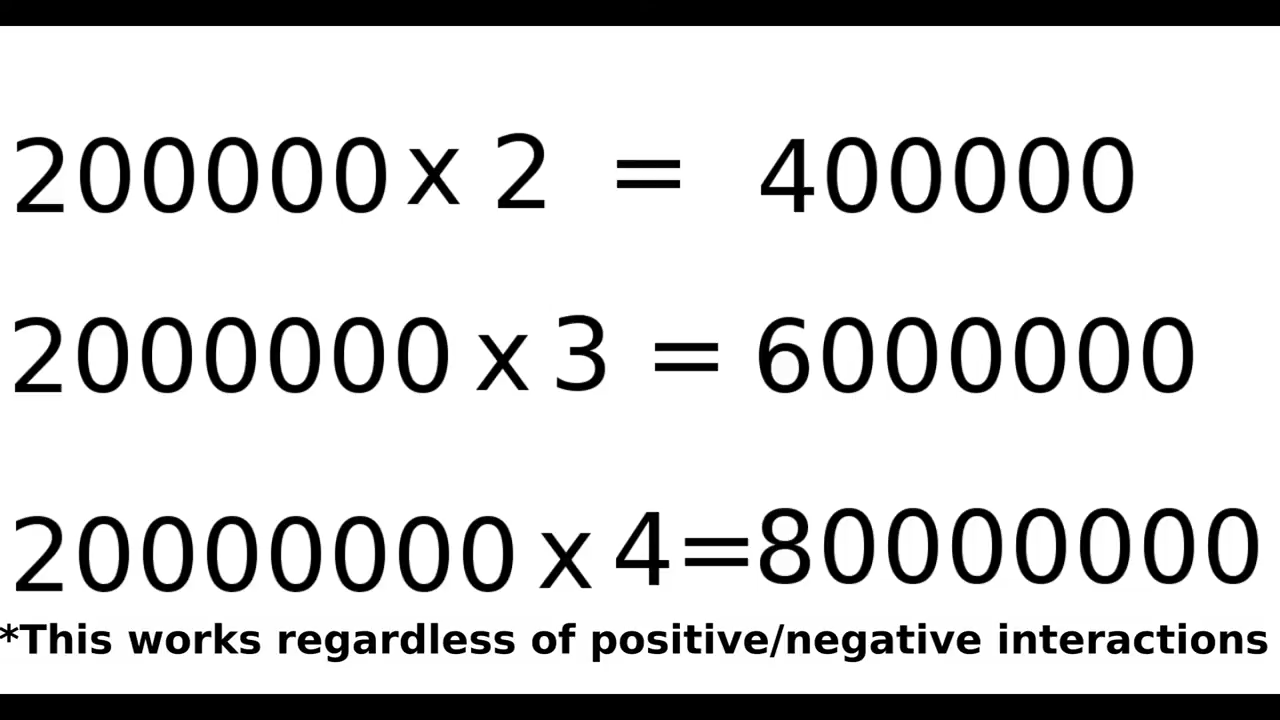 200000 x 2 = 400000
2000000 x 3 = 6000000
20000000 x 4=80000000
*This works regardless of positive/negative interactions